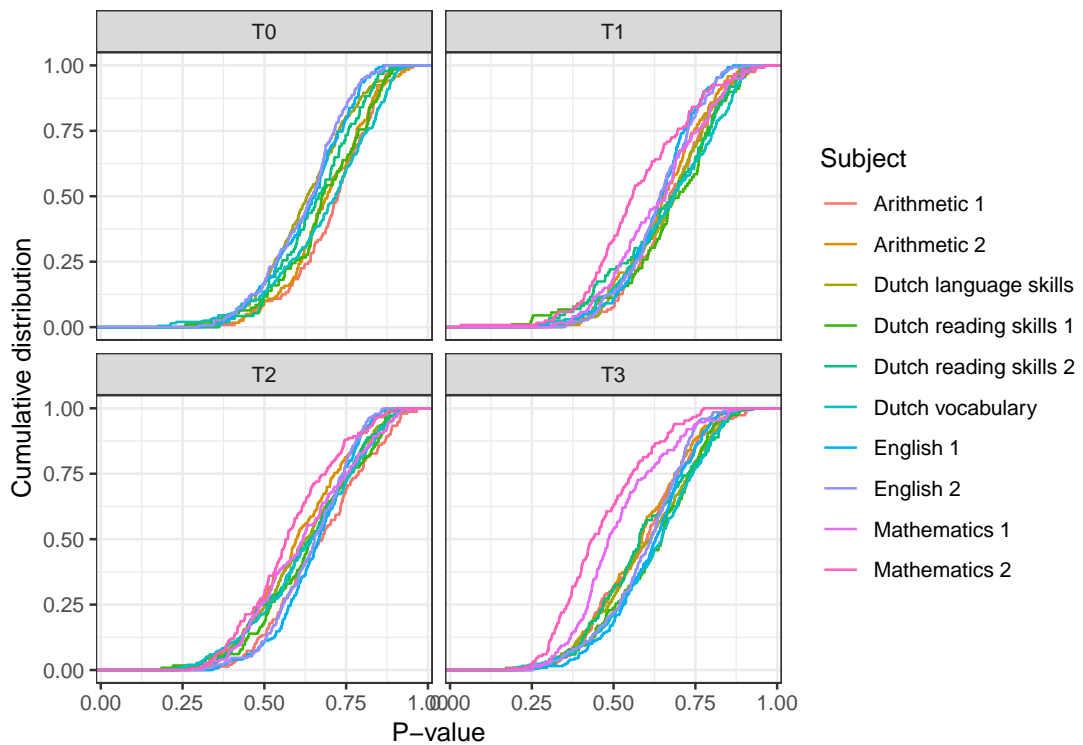 T0
T1
1.00
0.75
0.50
0.25
0.00
T2
T3
1.00
0.75
0.50
0.25
0.00
0.00 0.25 0.50 0.75 1.00
0.00 0.25 0.50 0.75 1.00
Cumulative distribution
P−value
Subject
Arithmetic 1
Arithmetic 2
Dutch language skills
Dutch reading skills 1
Dutch reading skills 2
Dutch vocabulary
English 1
English 2
Mathematics 1
Mathematics 2